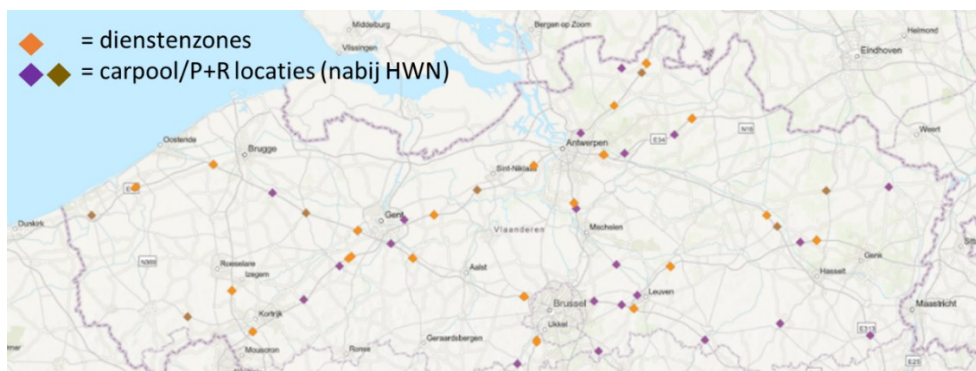 = dienstenzones
= carpool/P+R locaties (nabij HWN)
Middelburg
Vlissingen
Bergen op Zoom
Helmond
Eindhoven
Oostende
Brugge
Antwerpen
E34
N18
Weert
Sint-Niklaas
Dunkirk
Gent
Vlaanderen
Mechelen
N369
Roeselare
Izegem
Aalst
Genk
Hasselt
Kortrijk
Brussel
Leuven
Maastricht
Ukkel
Mouscron
Ronse
Geraardsbergen
E313
E25